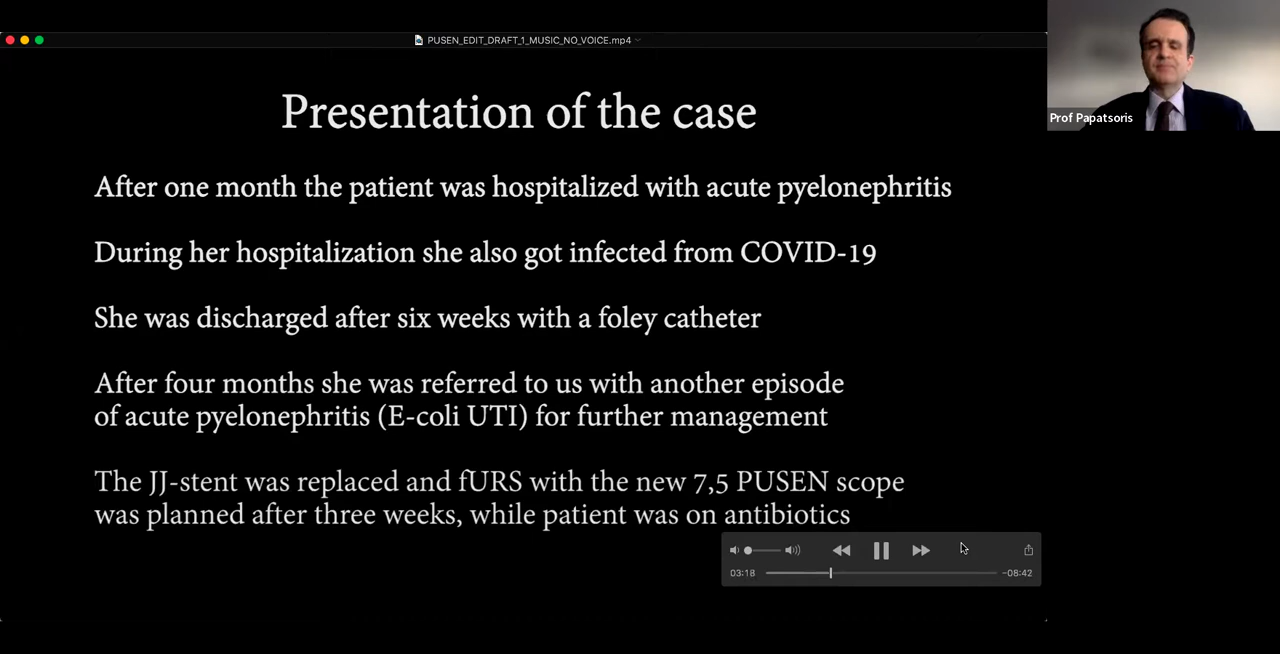 PUSEN_EDIT_DRAFT_1_MUSIC_NO_VOICE.mp4
Prof Papatsoris
Presentation of the case
After one month the patient was hospitalized with acute pyelonephritis
During her hospitalization she also got infected from COVID-19
She was discharged after six weeks with a foley catheter
After four months she was referred to us with another episode
of acute pyelonephritis (E-coli UTI) for further management
The JJ-stent was replaced and fURS with the new 7,5 PUSEN scope
was planned after three weeks, while patient was on antibiotics
03:18
-08:42